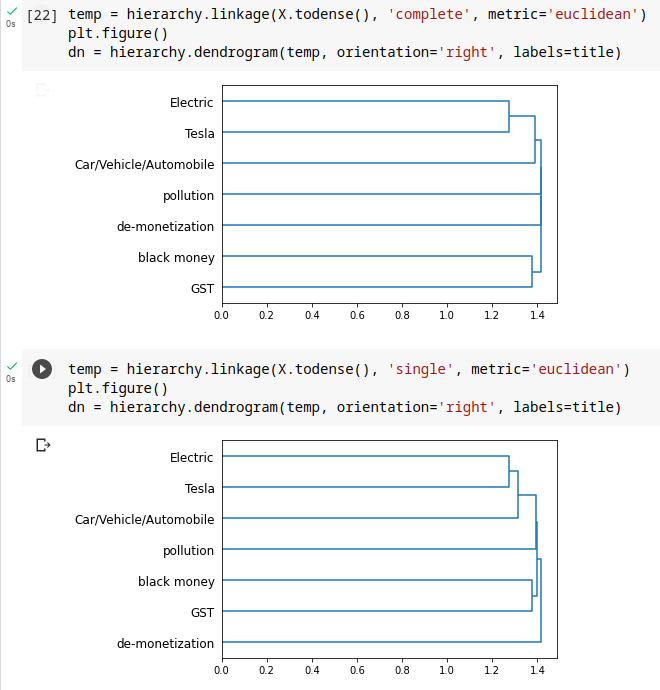 [22] temp = hierarchy.linkage(X.todense(), 'complete', metric='euclidean')
0s
plt.figure()
dn = hierarchy.dendrogram(temp, orientation='right', labels=title)
Electric
Tesla
Car/Vehicle/Automobile
pollution
de-monetization
black money
GST
0.0 0.2 0.4 0.6 0.8 1.0 1.2 1.4
temp = hierarchy.linkage(X.todense(), 'single', metric='euclidean')
0s
plt.figure()
dn = hierarchy.dendrogram(temp, orientation='right', labels=title)
Electric
Tesla
Car/Vehicle/Automobile
pollution
black money
GST
de-monetization
0.0 0.2 0.4 0.6 0.8 1.0 1.2 1.4